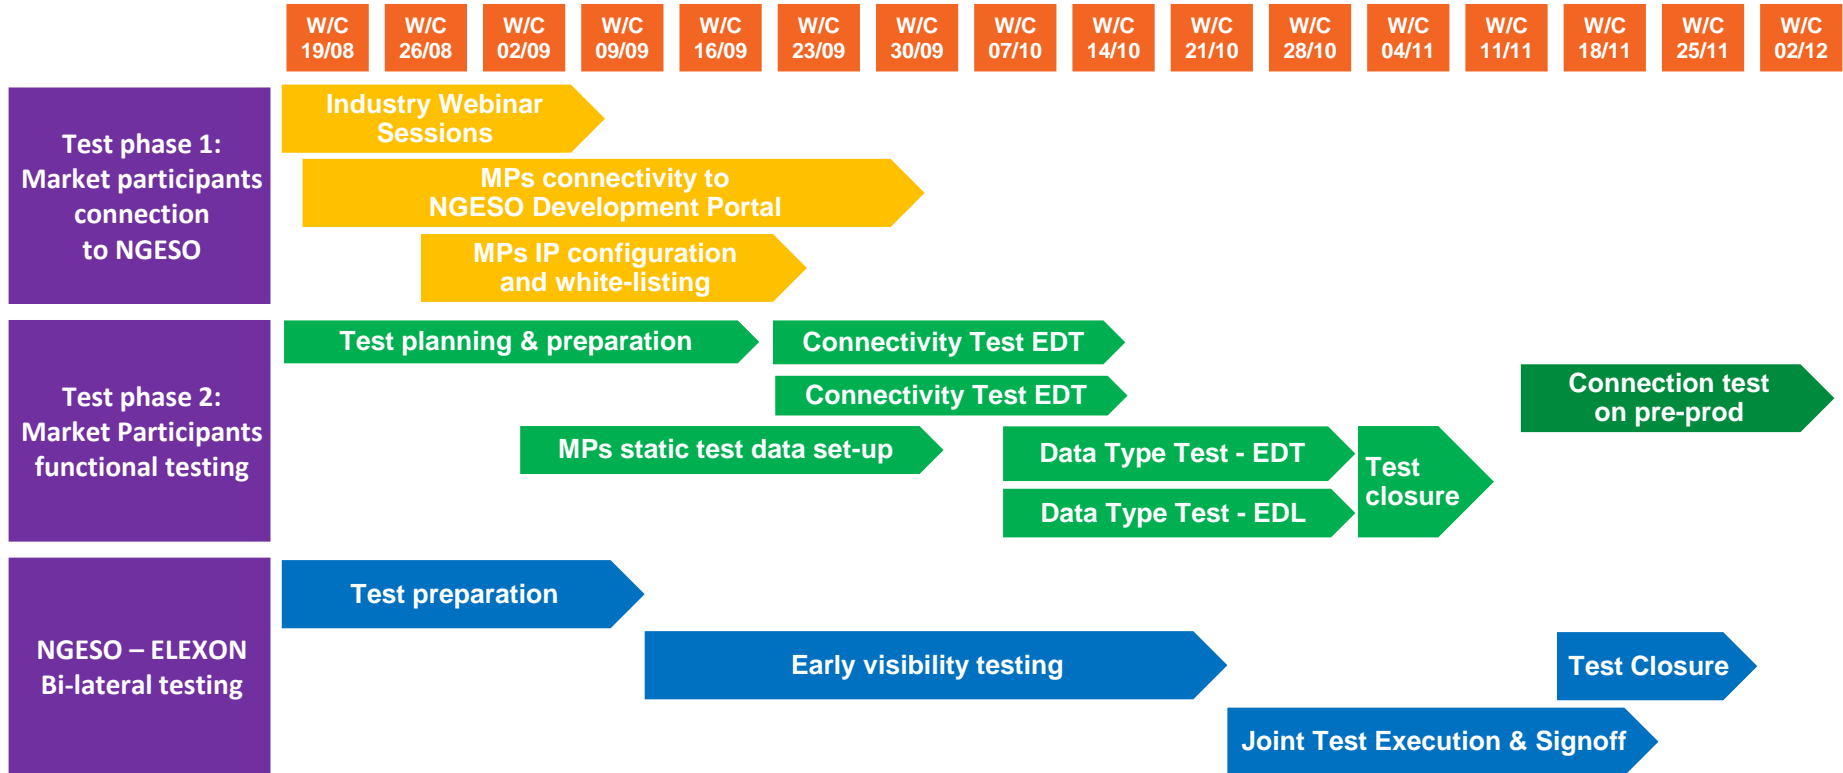 W/C
19/08
W/C
26/08
W/C
02/09
W/C
09/09
W/C
16/09
W/C
23/09
W/C
30/09
W/C
07/10
W/C
14/10
W/C
21/10
W/C
28/10
W/C
04/11
W/C
11/11
W/C
18/11
W/C
25/11
W/C
02/12
Test phase 1:
Market participants
connection
to NGESO
Industry Webinar
Sessions
MPs connectivity to
NGESO Development Portal
MPs IP configuration
and white-listing
Test phase 2:
Market Participants
functional testing
Test planning & preparation
Connectivity Test EDT
Connectivity Test EDT
MPs static test data set-up
Data Type Test - EDT
Data Type Test - EDL
Test
closure
Connection test
on pre-prod
NGESO – ELEXON
Bi-lateral testing
Test preparation
Early visibility testing
Test Closure
Joint Test Execution & Signoff